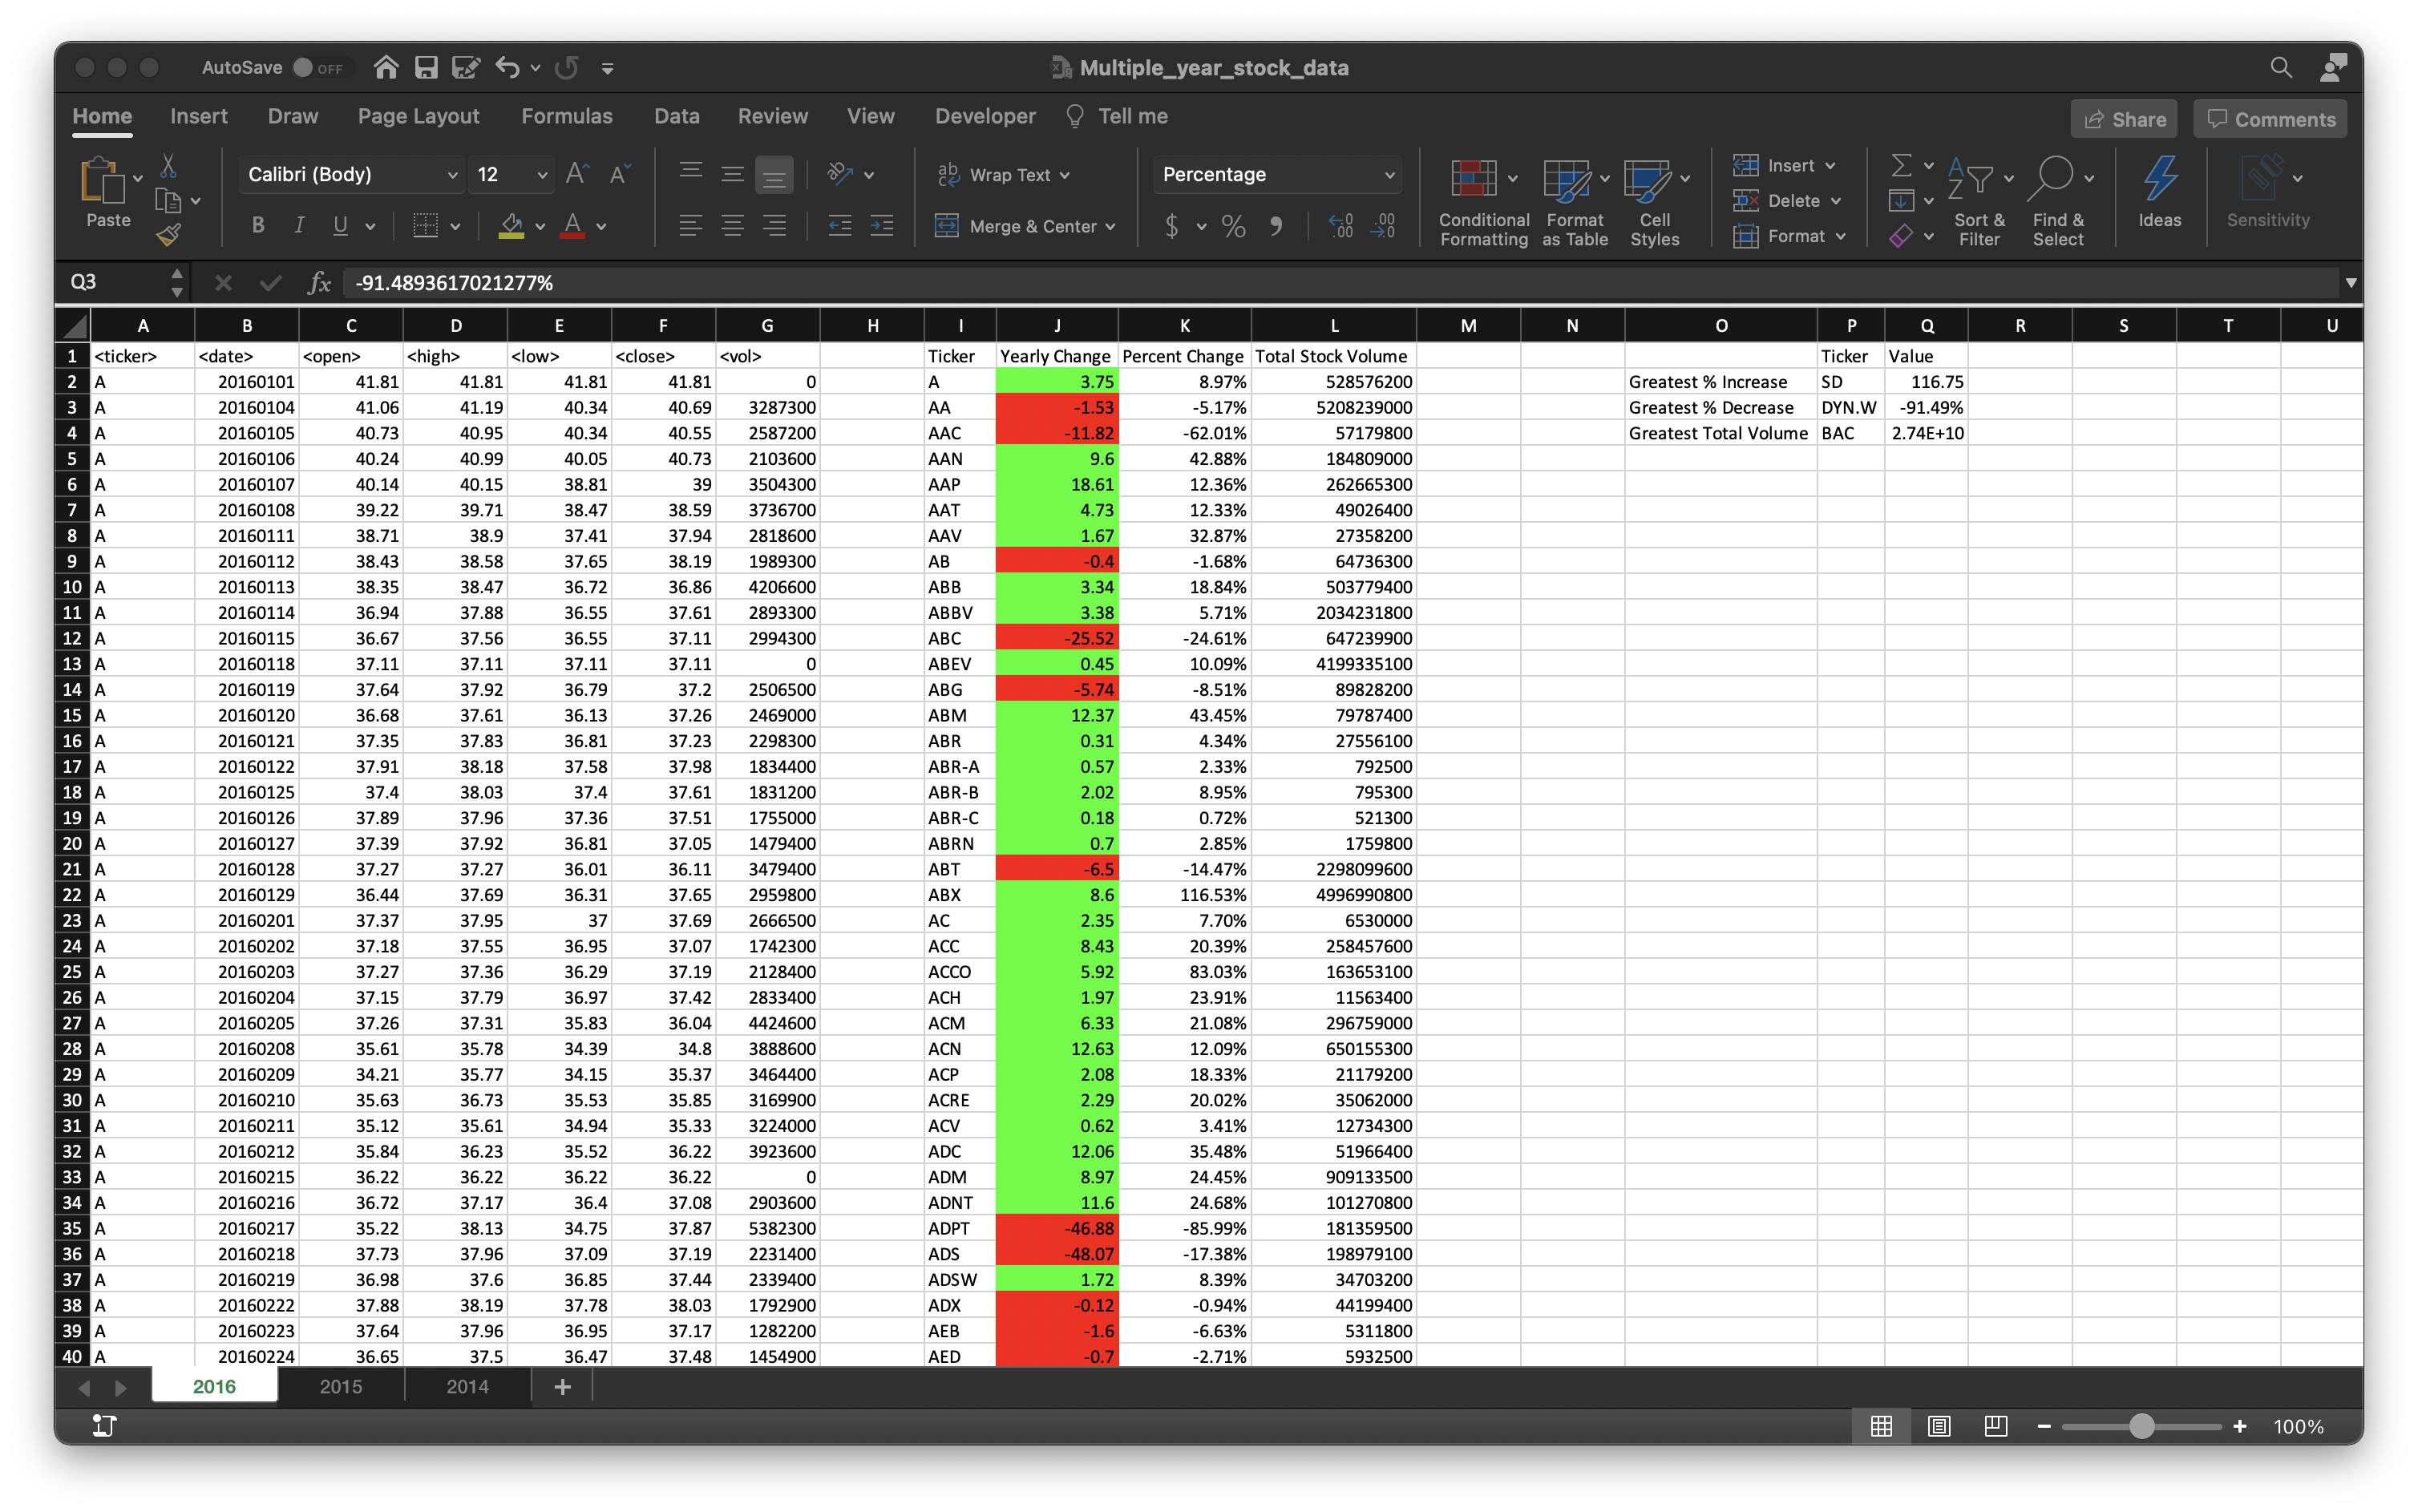 AutoSave OFF Multiple_year_stock_data
Home Insert Draw Page Layout Formulas Data Review View Developer Tell me Share Comments
Paste Calibri (Body) 12 Wrap Text Merge & Center Percentage Conditional Formatting Format as Table Cell Styles Insert Delete Format Sort & Filter Find & Select Ideas Sensitivity
Q3 fx -91.4893617021277%
A B C D E F G H I J K L M N O P Q R S T U
1 <ticker> <date> <open> <high> <low> <close> <vol> Ticker Yearly Change Percent Change Total Stock Volume Ticker Value
2 A 20160101 41.81 41.81 41.81 41.81 0 A 3.75 8.97% 528576200 Greatest % Increase SD 116.75
3 A 20160104 41.06 41.19 40.34 40.69 3287300 AA -1.53 -5.17% 5208239000 Greatest % Decrease DYN.W -91.49%
4 A 20160105 40.73 40.95 40.34 40.55 2587200 AAC -11.82 -62.01% 57179800 Greatest Total Volume BAC 2.74E+10
5 A 20160106 40.24 40.99 40.05 40.73 2103600 AAN 9.6 42.88% 184809000
6 A 20160107 40.14 40.15 38.81 39 3504300 AAP 18.61 12.36% 262665300
7 A 20160108 39.22 39.71 38.47 38.59 3736700 AAT 4.73 12.33% 49026400
8 A 20160111 38.71 38.9 37.41 37.94 2818600 AAV 1.67 32.87% 27358200
9 A 20160112 38.43 38.58 37.65 38.19 1989300 AB -0.4 -1.68% 64736300
10 A 20160113 38.35 38.47 36.72 36.86 4206600 ABB 3.34 18.84% 503779400
11 A 20160114 36.94 37.88 36.55 37.61 2893300 ABBV 3.38 5.71% 2034231800
12 A 20160115 36.67 37.56 36.55 37.11 2994300 ABC -25.52 -24.61% 647239900
13 A 20160118 37.11 37.11 37.11 37.11 0 ABEV 0.45 10.09% 4199335100
14 A 20160119 37.64 37.92 36.79 37.2 2506500 ABG -5.74 -8.51% 89828200
15 A 20160120 36.68 37.61 36.13 37.26 2469000 ABM 12.37 43.45% 79787400
16 A 20160121 37.35 37.83 36.81 37.23 2298300 ABR 0.31 4.34% 27556100
17 A 20160122 37.91 38.18 37.58 37.98 1834400 ABR-A 0.57 2.33% 792500
18 A 20160125 37.4 38.03 37.4 37.61 1831200 ABR-B 2.02 8.95% 795300
19 A 20160126 37.89 37.96 37.36 37.51 1755000 ABR-C 0.18 0.72% 521300
20 A 20160127 37.39 37.92 36.81 37.05 1479400 ABRN 0.7 2.85% 1759800
21 A 20160128 37.27 37.27 36.01 36.11 3479400 ABT -6.5 -14.47% 2298099600
22 A 20160129 36.44 37.69 36.31 37.65 2959800 ABX 8.6 116.53% 4996990800
23 A 20160201 37.37 37.95 37 37.69 2666500 AC 2.35 7.70% 6530000
24 A 20160202 37.18 37.55 36.95 37.07 1742300 ACC 8.43 20.39% 258457600
25 A 20160203 37.27 37.36 36.29 37.19 2128400 ACCO 5.92 83.03% 163653100
26 A 20160204 37.15 37.79 36.97 37.42 2833400 ACH 1.97 23.91% 11563400
27 A 20160205 37.26 37.31 35.83 36.04 4424600 ACM 6.33 21.08% 296759000
28 A 20160208 35.61 35.78 34.39 34.8 3888600 ACN 12.63 12.09% 650155300
29 A 20160209 34.21 35.77 34.15 35.37 3464400 ACP 2.08 18.33% 21179200
30 A 20160210 35.63 36.73 35.53 35.85 3169900 ACRE 2.29 20.02% 35062000
31 A 20160211 35.12 35.61 34.94 35.33 3224000 ACV 0.62 3.41% 12734300
32 A 20160212 35.84 36.23 35.52 36.22 3923600 ADC 12.06 35.48% 51966400
33 A 20160215 36.22 36.22 36.22 36.22 0 ADM 8.97 24.45% 909133500
34 A 20160216 36.72 37.17 36.4 37.08 2903600 ADNT 11.6 24.68% 101270800
35 A 20160217 35.22 38.13 34.75 37.87 5382300 ADPT -46.88 -85.99% 181359500
36 A 20160218 37.73 37.96 37.09 37.19 2231400 ADS -48.07 -17.38% 198979100
37 A 20160219 36.98 37.6 36.85 37.44 2339400 ADSW 1.72 8.39% 34703200
38 A 20160222 37.88 38.19 37.78 38.03 1792900 ADX -0.12 -0.94% 44199400
39 A 20160223 37.64 37.96 36.95 37.17 1282200 AEB -1.6 -6.63% 5311800
40 A 20160224 36.65 37.5 36.47 37.48 1454900 AED -0.7 -2.71% 5932500
2016 2015 2014
100%